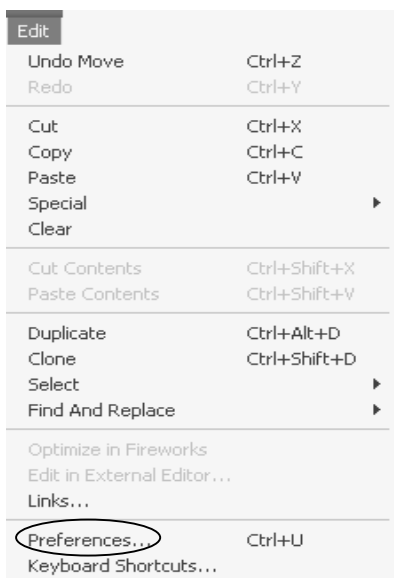 Edit
Undo Move Ctrl+Z
Redo Ctrl+Y
Cut Ctrl+X
Copy Ctrl+C
Paste Ctrl+V
Special
Clear
Cut Contents Ctrl+Shift+X
Paste Contents Ctrl+Shift+V
Duplicate Ctrl+Alt+D
Clone Ctrl+Shift+D
Select
Find And Replace
Optimize in Fireworks
Edit in External Editor...
Links...
Preferences... Ctrl+U
Keyboard Shortcuts...